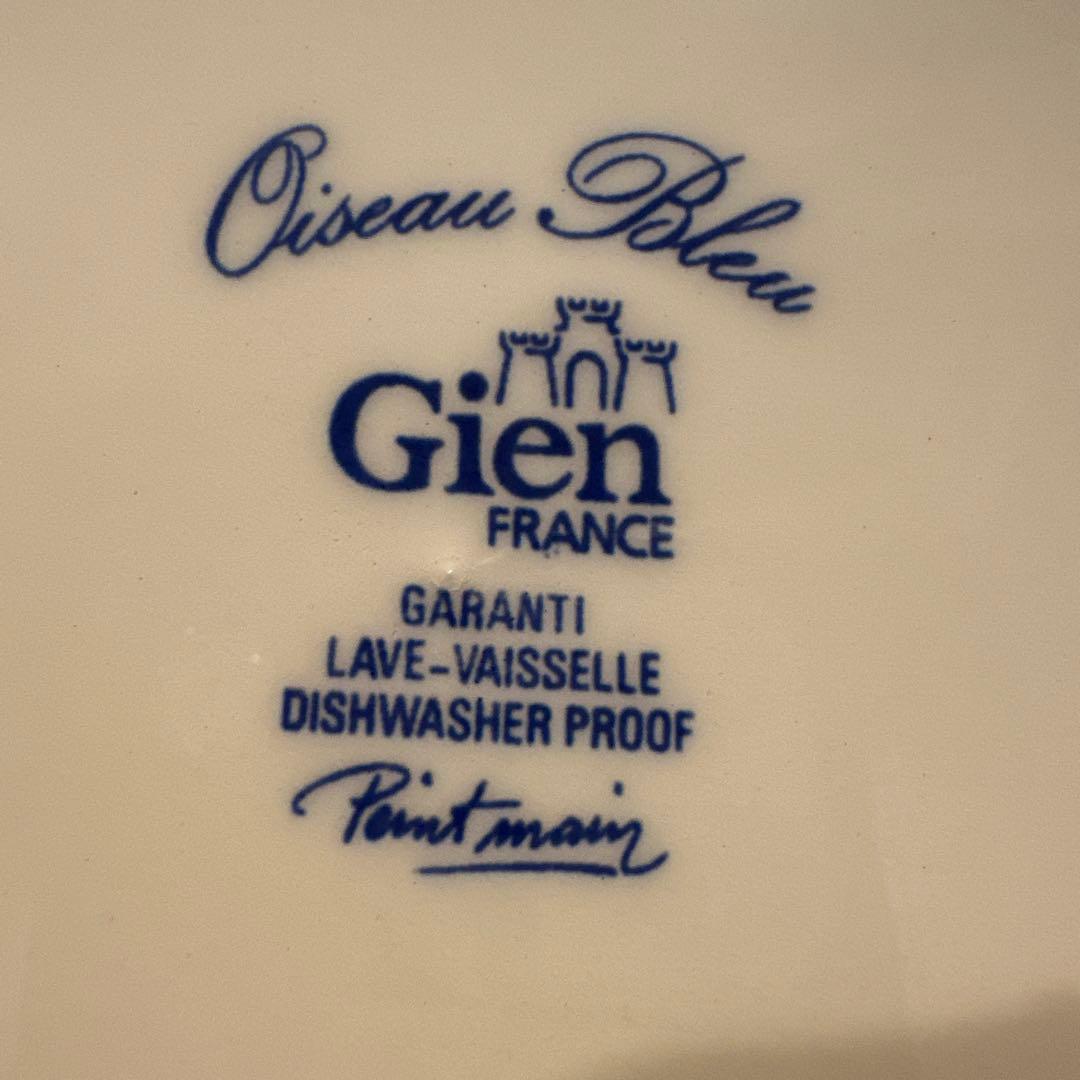 Oiseau Bleu
Gien
FRANCE
GARANTI
LAVE-VAISSELLE
DISHWASHER PROOF
Peint main